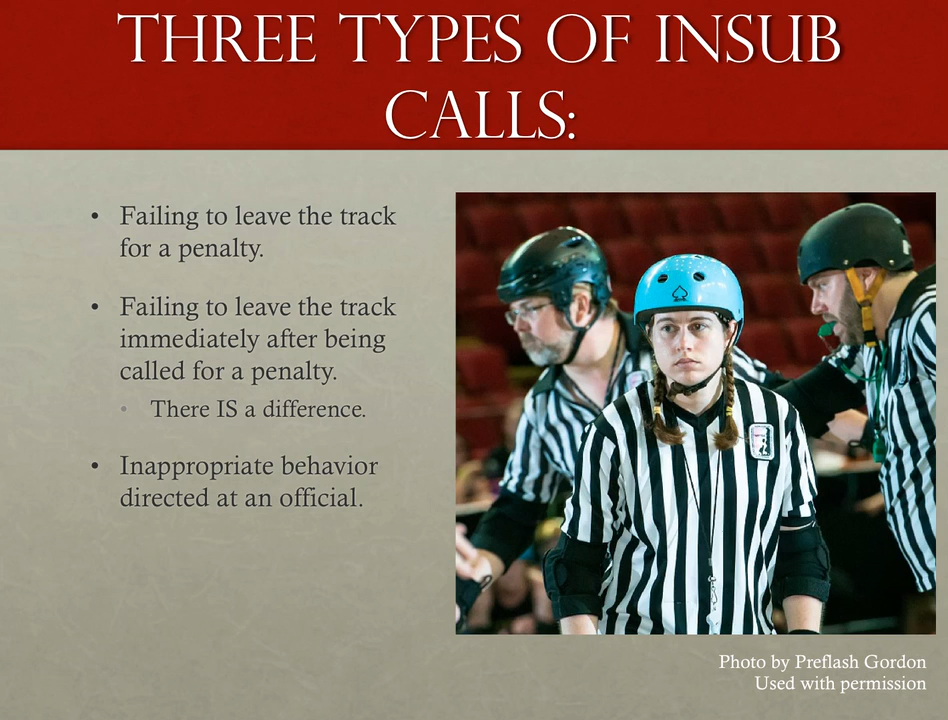 THREE TYPES OF INSUB
CALLS:
• Failing to leave the track
for a penalty.
• Failing to leave the track
immediately after being
called for a penalty.
• There IS a difference.
• Inappropriate behavior
directed at an official.
Photo by Preflash Gordon
Used with permission